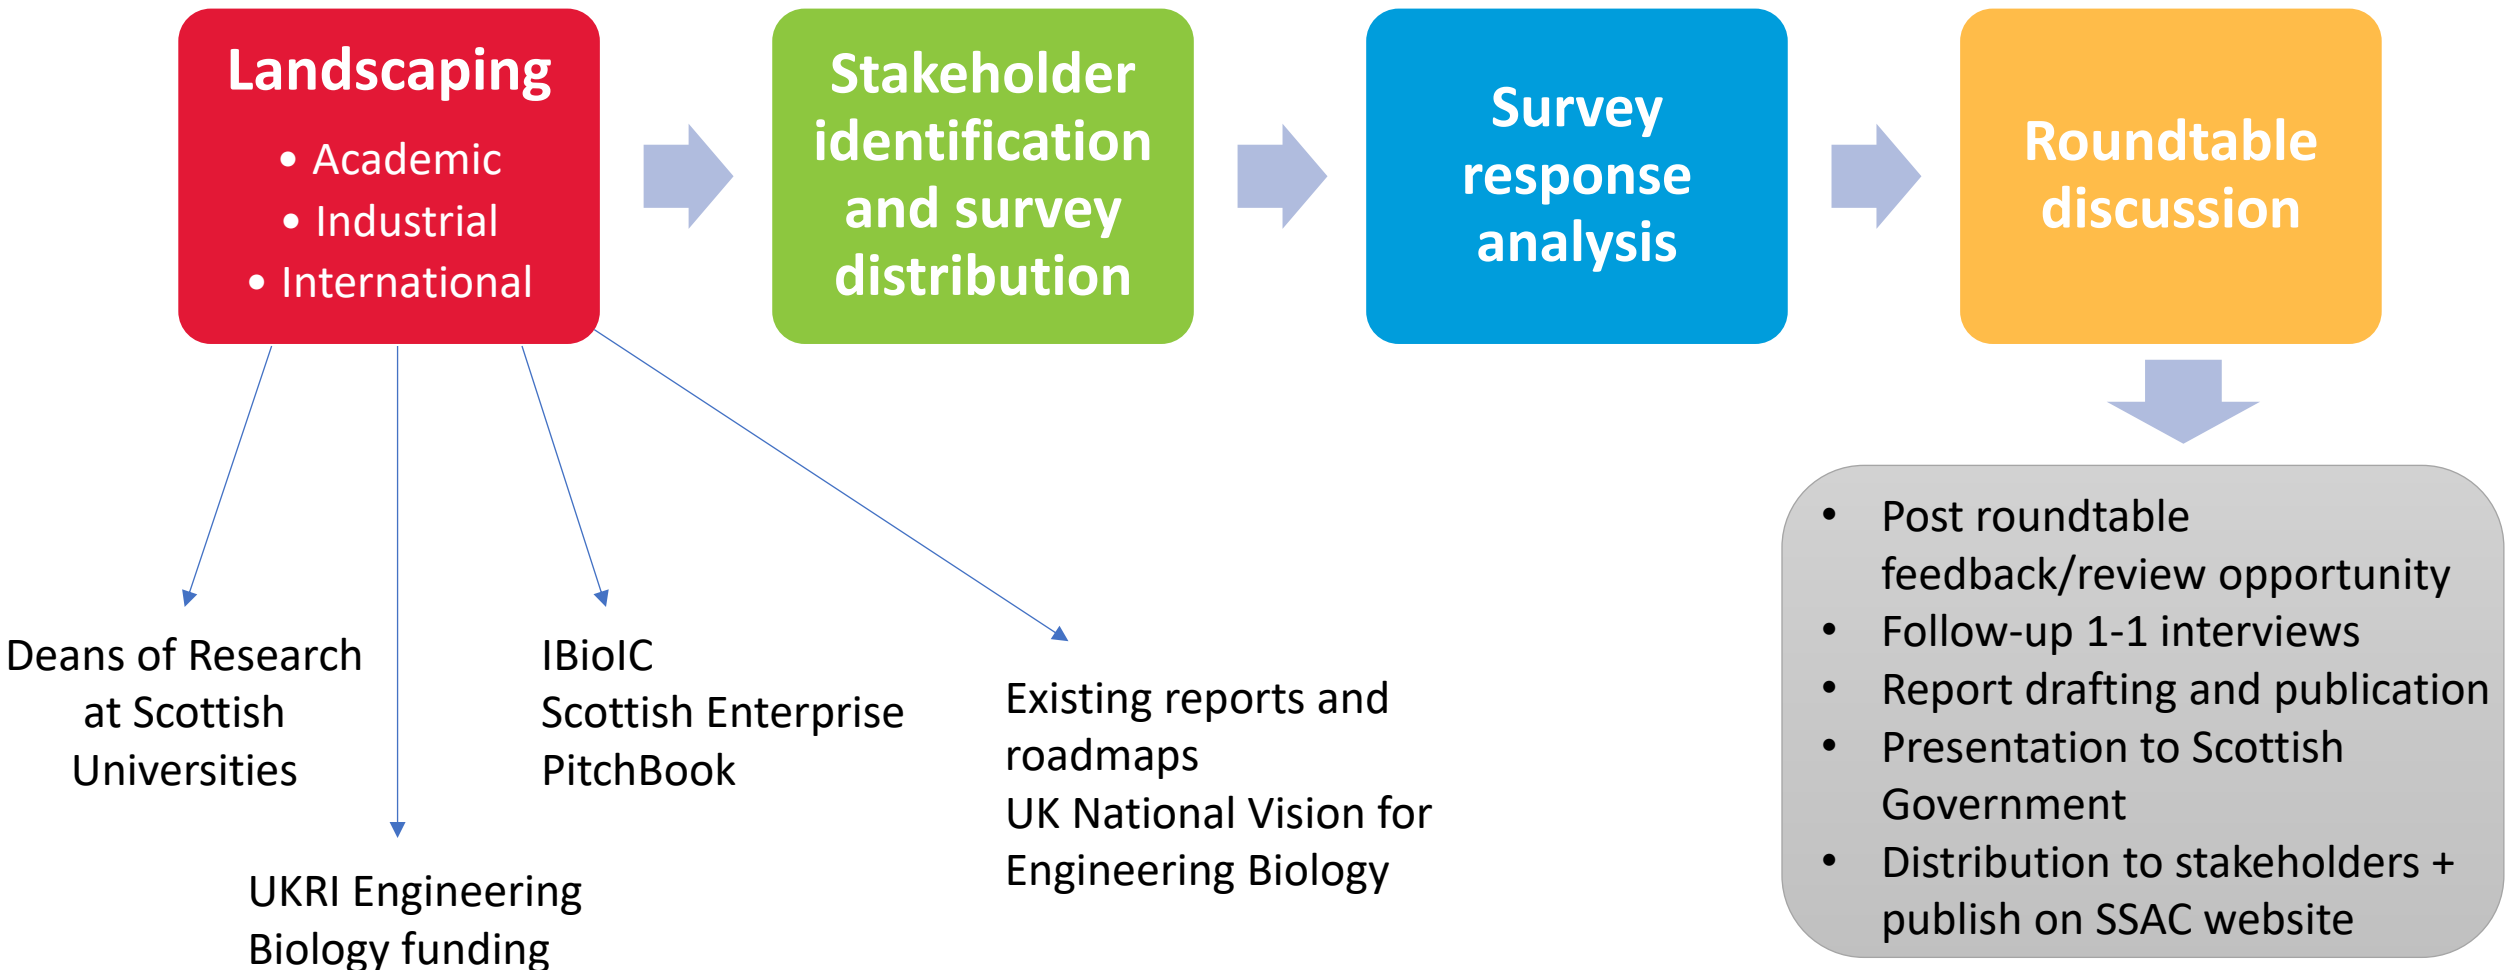 Landscaping
• Academic
• Industrial
• International
Stakeholder
identification
and survey
distribution
Survey
response
analysis
Roundtable
discussion
Deans of Research
at Scottish
Universities
UKRI Engineering
Biology funding
IBioIC
Scottish Enterprise
PitchBook
Existing reports and
roadmaps
UK National Vision for
Engineering Biology
• Post roundtable
feedback/review opportunity
• Follow-up 1-1 interviews
• Report drafting and publication
• Presentation to Scottish
Government
• Distribution to stakeholders +
publish on SSAC website